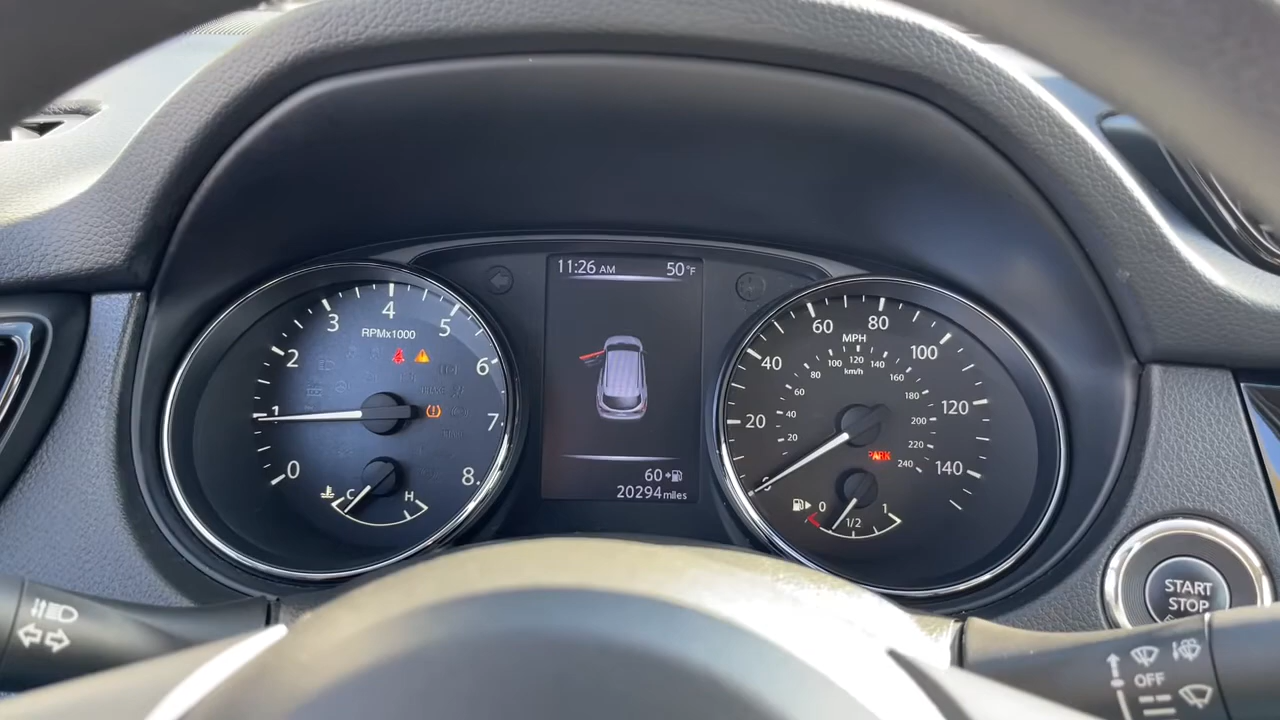 11:26 AM 50°F
RPMx1000
0 1 2 3 4 5 6 7 8
C H
60
20294 miles
MPH
20 40 60 80 100 120 140
km/h
20 40 60 80 100 120 140 160 180 200 220 240
PARK
0 1/2 1
START
STOP
OFF